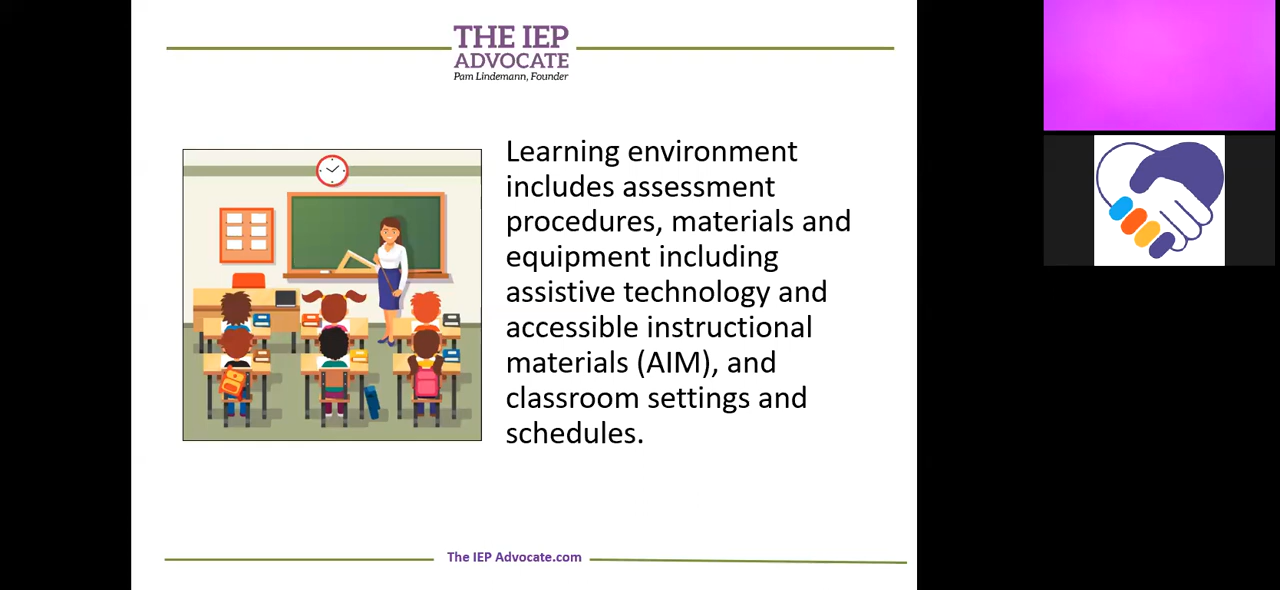 THE IEP
ADVOCATE
Pam Lindemann, Founder
Learning environment
includes assessment
procedures, materials and
equipment including
assistive technology and
accessible instructional
materials (AIM), and
classroom settings and
schedules.
The IEP Advocate.com